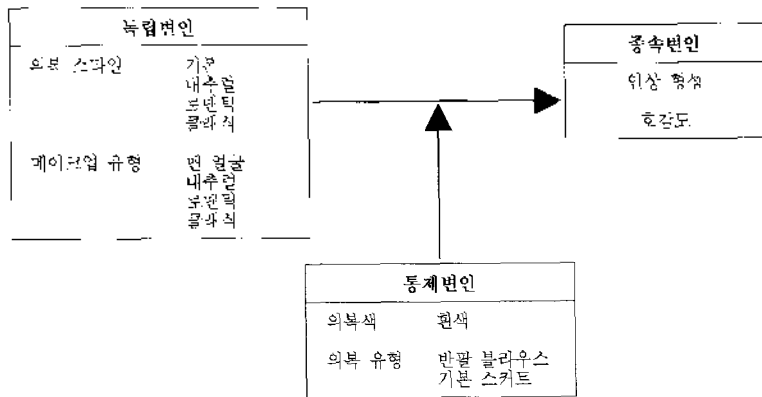 독립변인
의복 스타일 기본
내추럴
로맨틱
클래식
메이크업 유형 맨 얼굴
내추럴
로맨틱
클래식
종속변인
인상 형성
호감도
통제변인
의복색 흰색
의복 유형 반팔 블라우스
기본 스커트